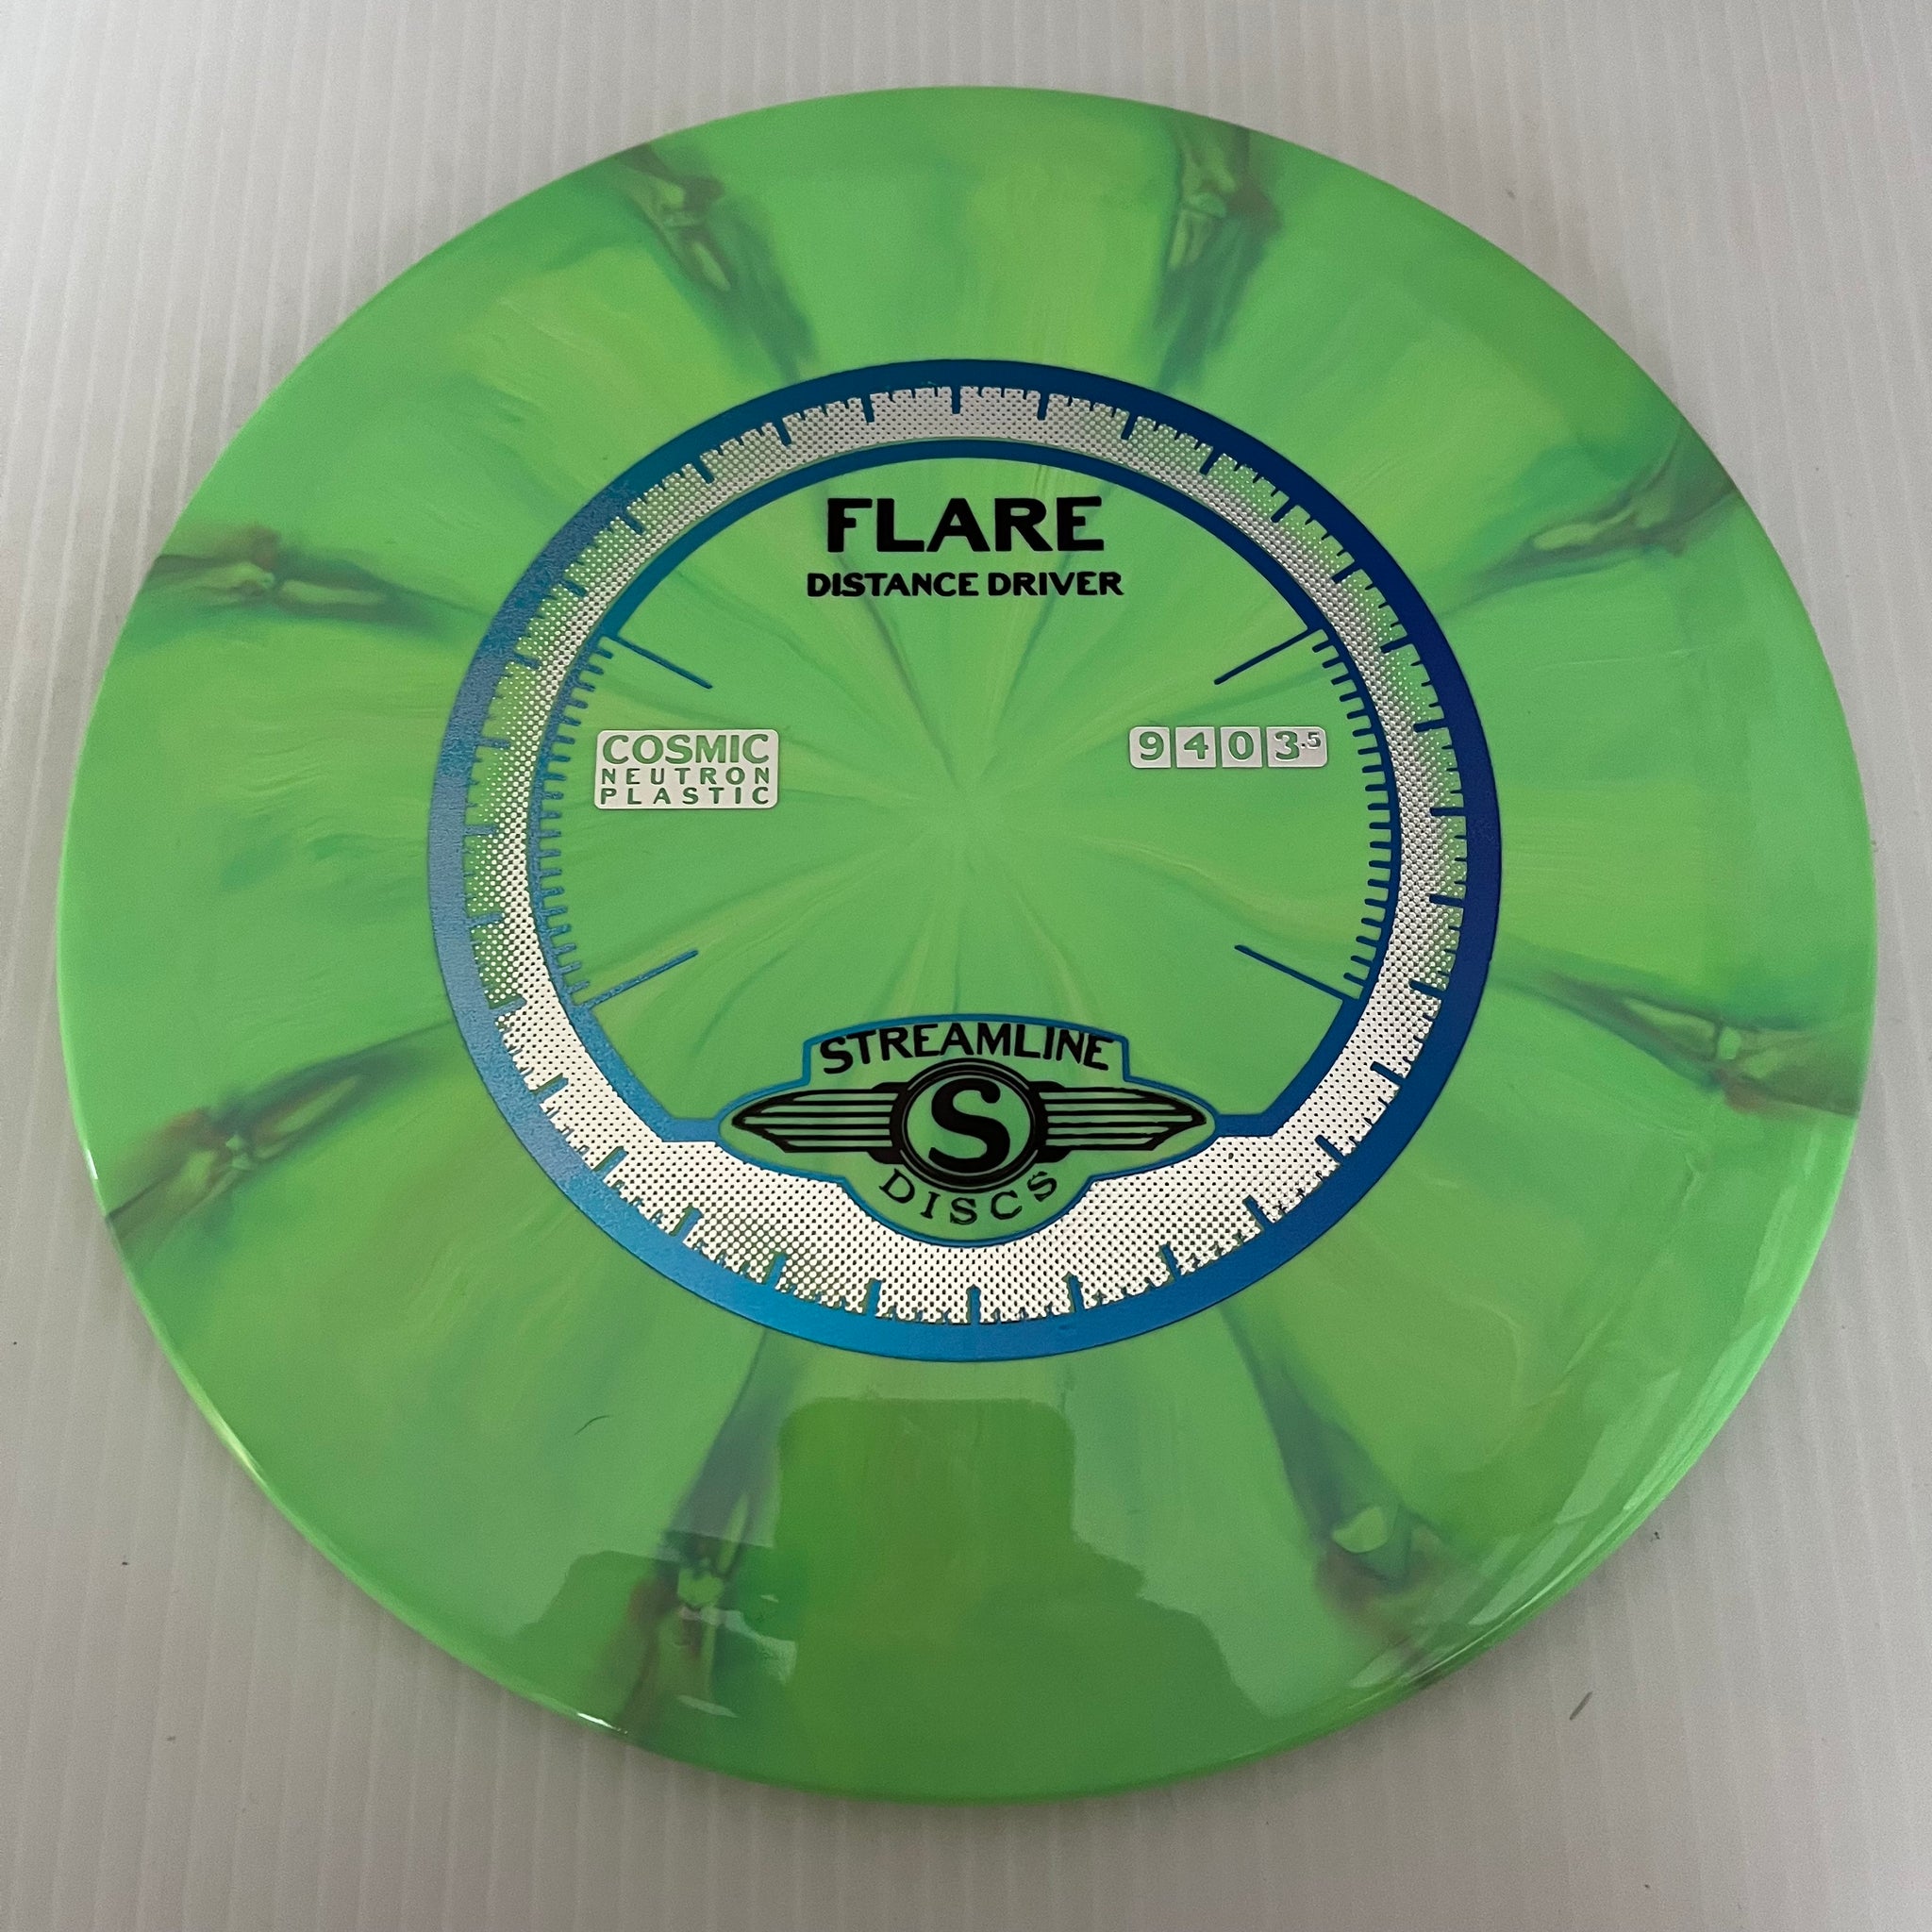 FLARE
DISTANCE DRIVER
COSMIC
NEUTRON
PLASTIC
9 4 0 3.5
STREAMLINE
S
DISCS